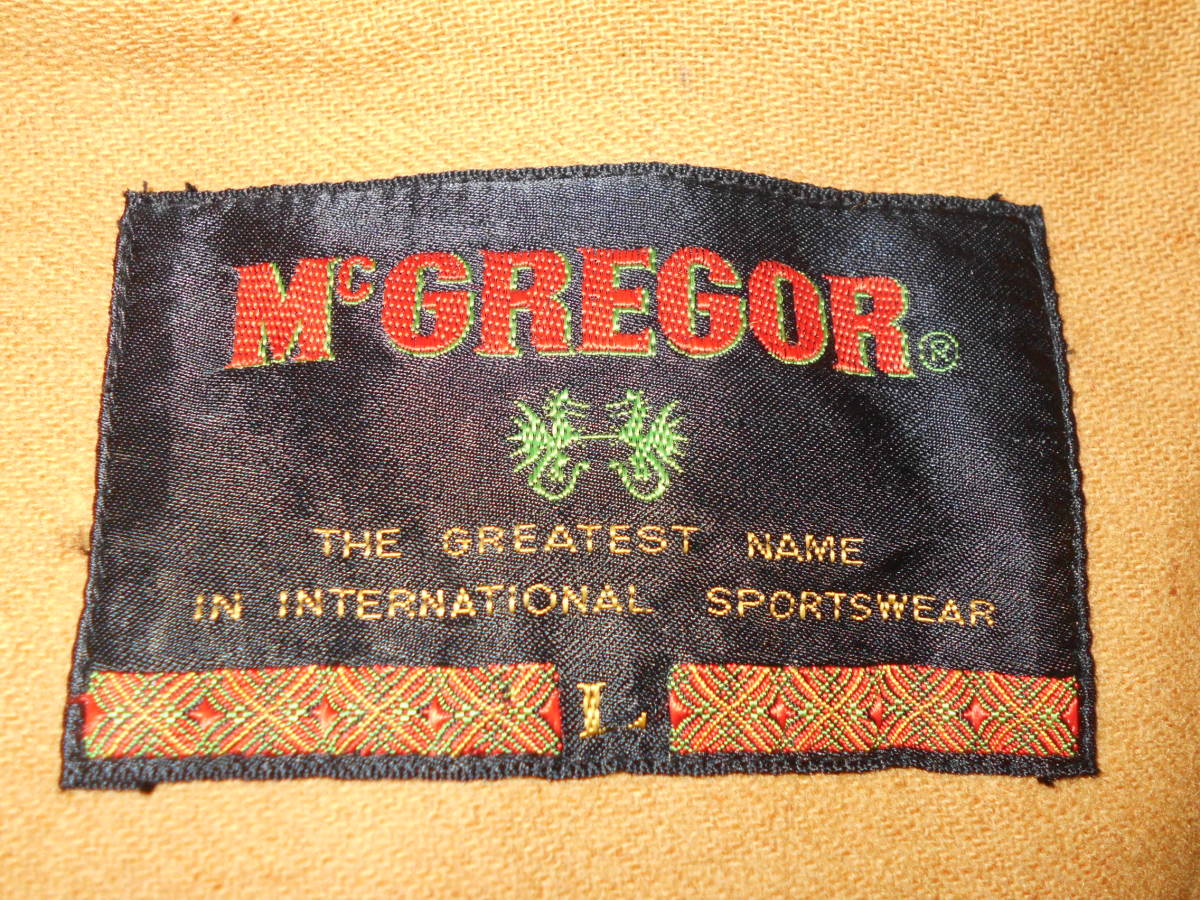 McGREGOR®
THE GREATEST NAME
IN INTERNATIONAL SPORTSWEAR
L